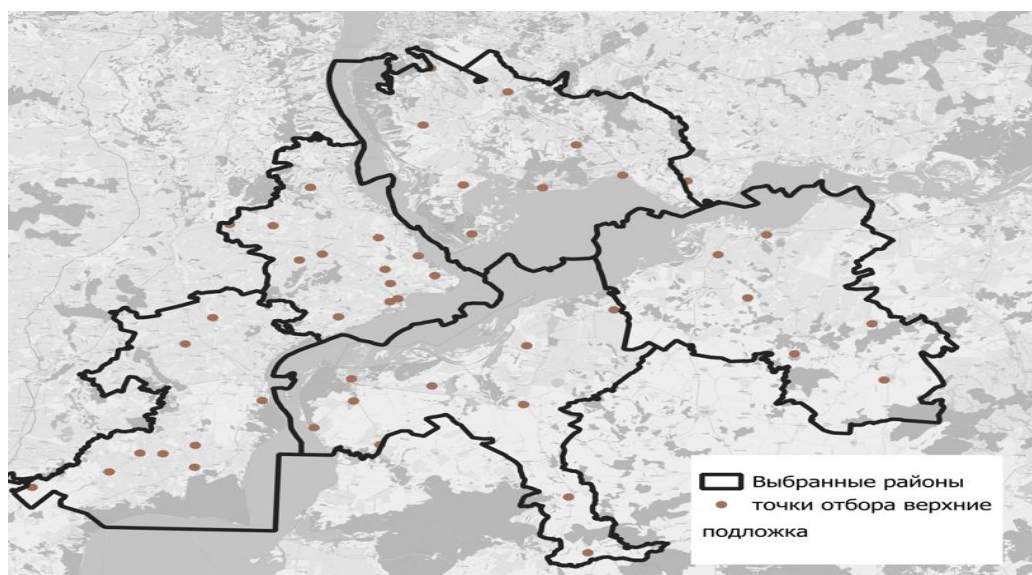 Выбранные районы
точки отбора верхние
подложка